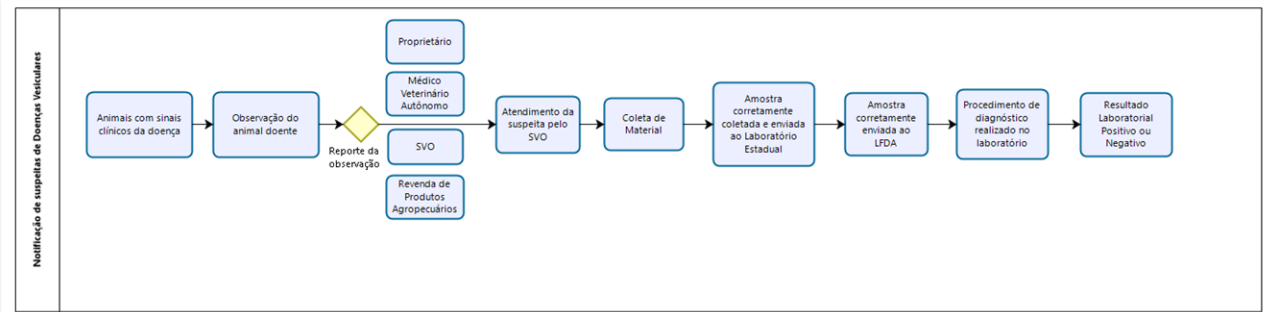 Notificação de suspeitas de Doenças Vesiculares
Animais com sinais
clínicos da doença
Observação do
animal doente
Reporte da
observação
Proprietário
Médico
Veterinário
Autônomo
SVO
Revenda de
Produtos
Agropecuários
Atendimento da
suspeita pelo
SVO
Coleta de
Material
Amostra
corretamente
coletada e enviada
ao Laboratório
Estadual
Amostra
corretamente
enviada ao
LFDA
Procedimento de
diagnóstico
realizado no
laboratório
Resultado
Laboratorial
Positivo ou
Negativo